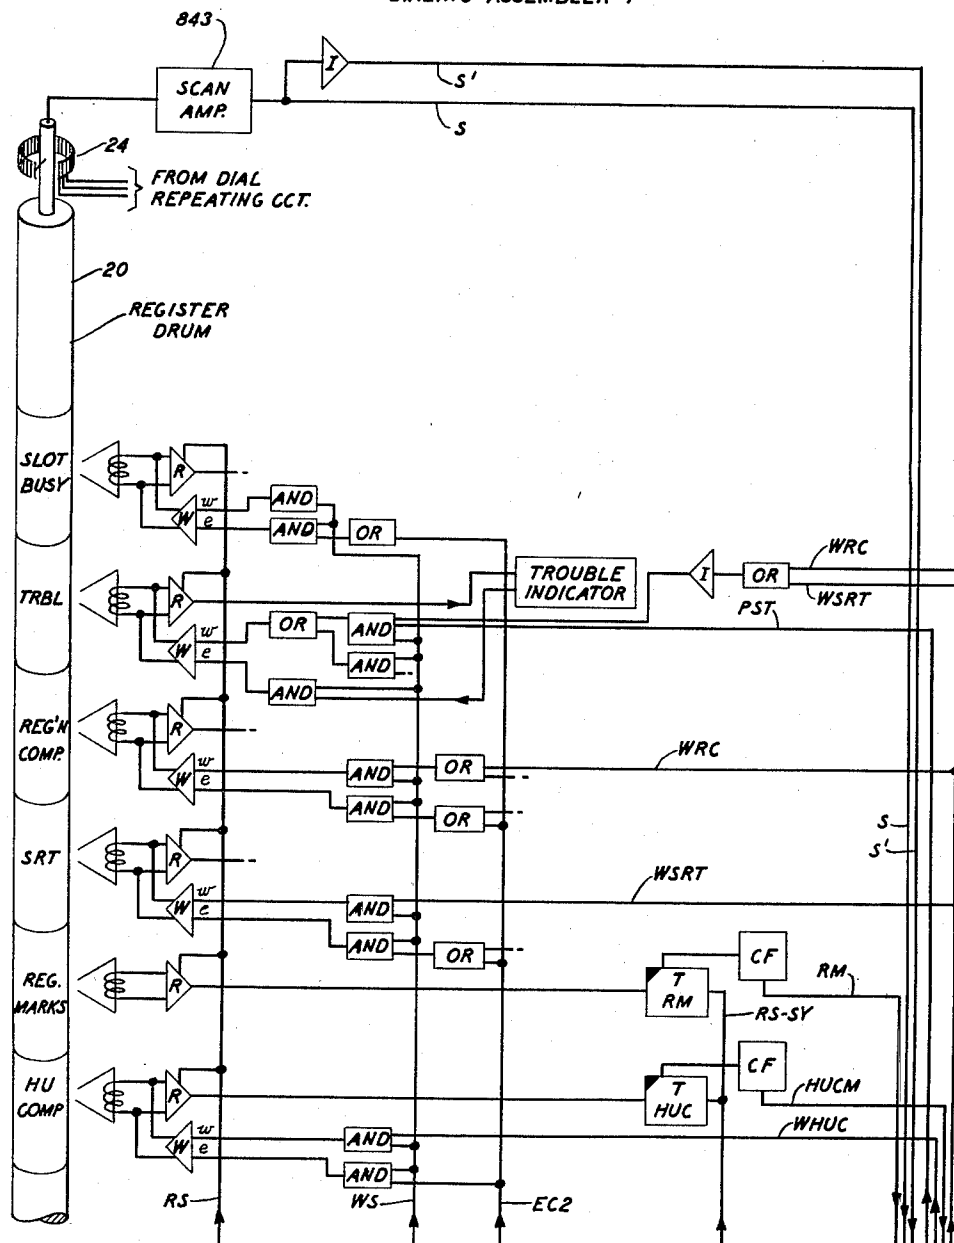 843
SCAN
AMP.
I
S'
S
24
FROM DIAL
REPEATING CCT.
20
REGISTER
DRUM
SLOT
BUSY
R
W
w
e
AND
AND
OR
TRBL
R
W
w
e
OR
AND
AND
AND
TROUBLE
INDICATOR
I
OR
WRC
WSRT
PST
REG'N
COMP.
R
W
w
e
AND
OR
AND
OR
WRC
S
S'
SRT
R
W
w
e
AND
AND
OR
WSRT
REG.
MARKS
R
T
RM
CF
RM
RS-SY
HU
COMP
R
W
w
e
AND
AND
T
HUC
CF
HUCM
WHUC
RS
WS
EC2